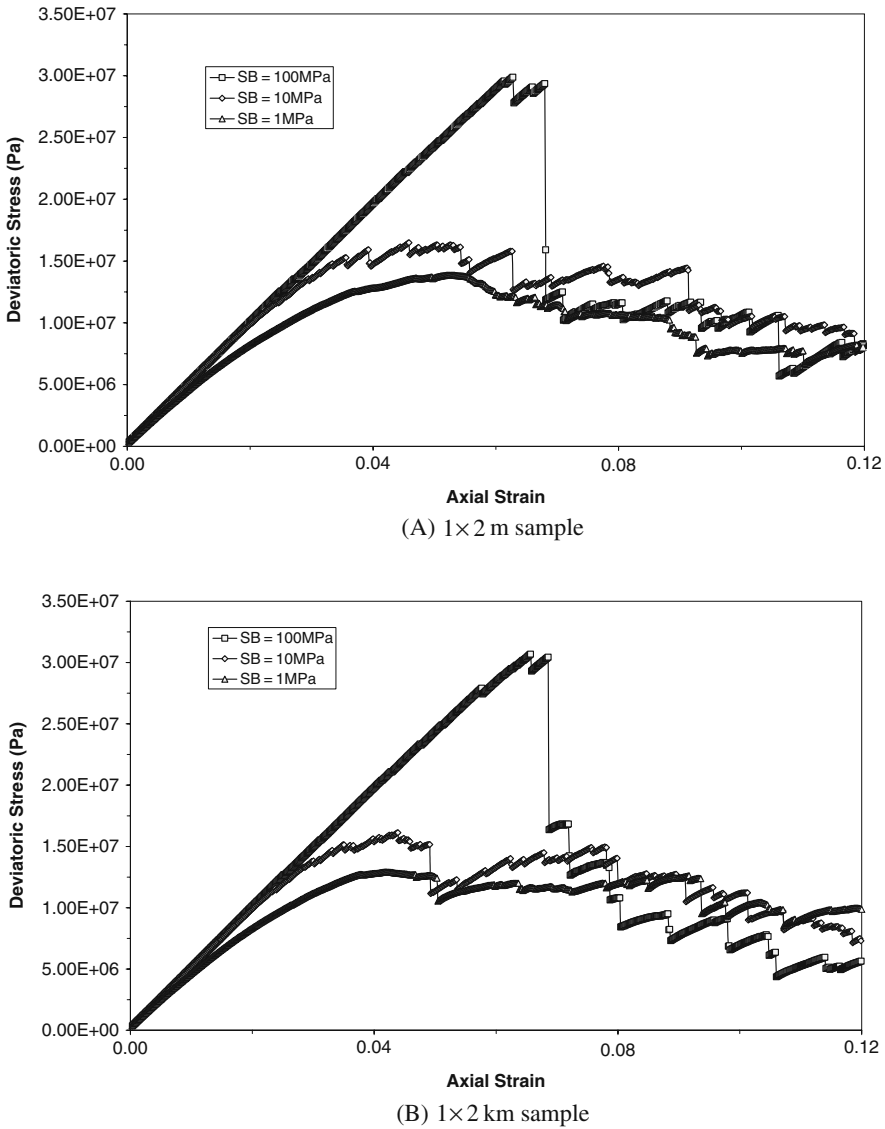 3.50E+07
3.00E+07
2.50E+07
2.00E+07
1.50E+07
1.00E+07
5.00E+06
0.00E+00
Deviatoric Stress (Pa)
SB = 100MPa
SB = 10MPa
SB = 1MPa
0.00
0.04
0.08
0.12
Axial Strain
(A) 1×2 m sample
3.50E+07
3.00E+07
2.50E+07
2.00E+07
1.50E+07
1.00E+07
5.00E+06
0.00E+00
Deviatoric Stress (Pa)
SB = 100MPa
SB = 10MPa
SB = 1MPa
0.00
0.04
0.08
0.12
Axial Strain
(B) 1×2 km sample